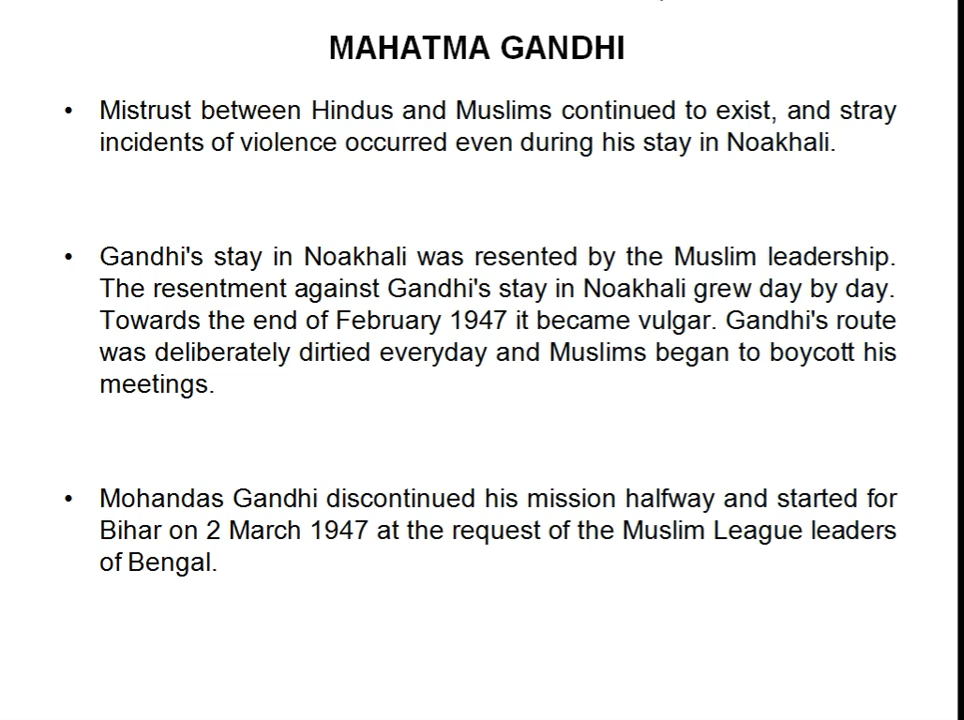 MAHATMA GANDHI
• Mistrust between Hindus and Muslims continued to exist, and stray
incidents of violence occurred even during his stay in Noakhali.
• Gandhi's stay in Noakhali was resented by the Muslim leadership.
The resentment against Gandhi's stay in Noakhali grew day by day.
Towards the end of February 1947 it became vulgar. Gandhi's route
was deliberately dirtied everyday and Muslims began to boycott his
meetings.
• Mohandas Gandhi discontinued his mission halfway and started for
Bihar on 2 March 1947 at the request of the Muslim League leaders
of Bengal.